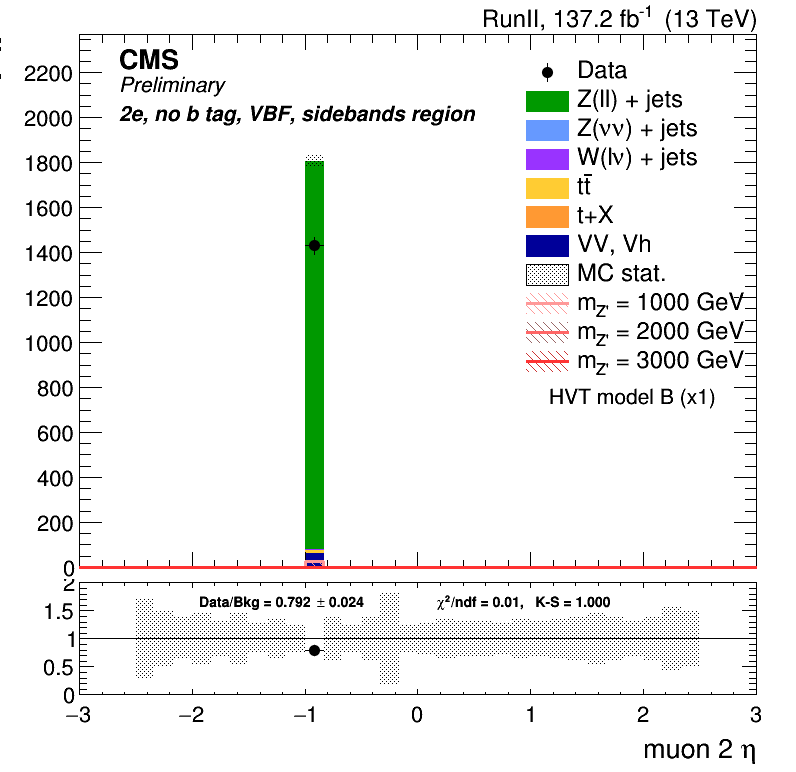 RunII, 137.2 fb-1 (13 TeV)
CMS
Preliminary
2e, no b tag, VBF, sidebands region
Data
Z(ll) + jets
Z(νν) + jets
W(lν) + jets
tt̄
t+X
VV, Vh
MC stat.
mZ' = 1000 GeV
mZ' = 2000 GeV
mZ' = 3000 GeV
HVT model B (x1)
2200
2000
1800
1600
1400
1200
1000
800
600
400
200
0
2
1.5
1
0.5
0
Data/Bkg = 0.792 ± 0.024
χ²/ndf = 0.01, K-S = 1.000
−3 −2 −1 0 1 2 3
muon 2 η